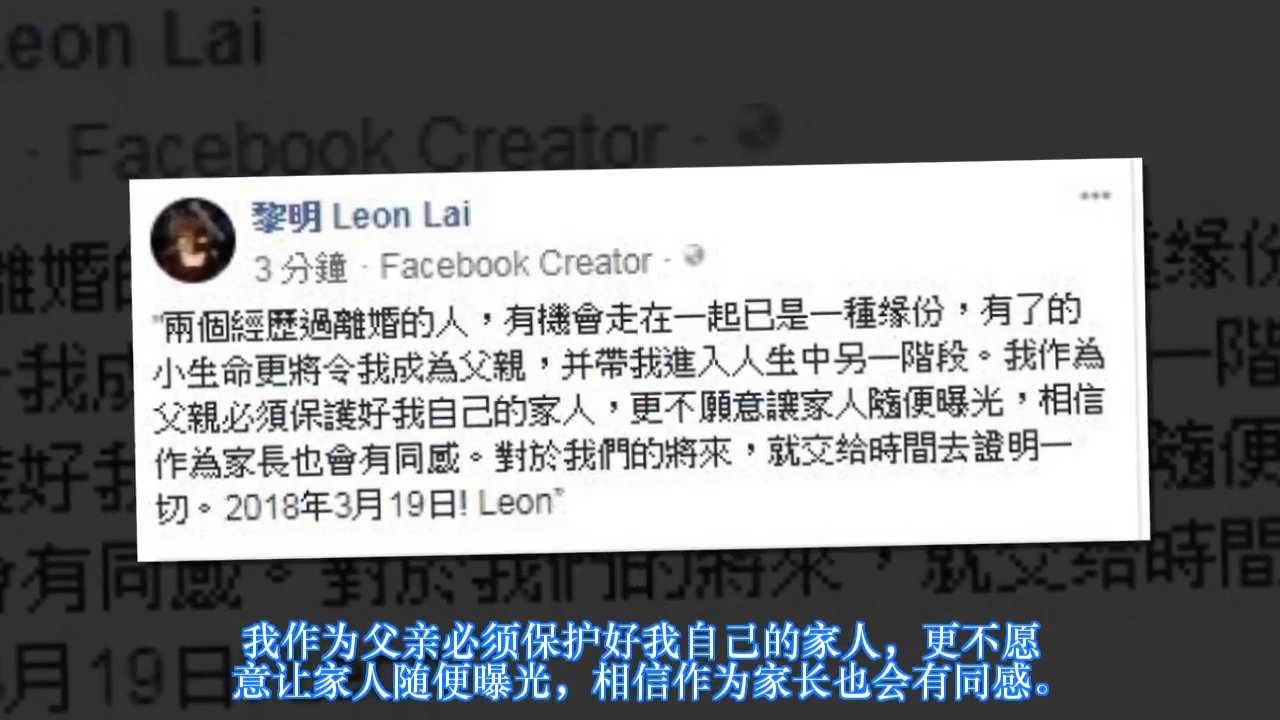 Leon Lai
· Facebook Creator ·
黎明 Leon Lai
3 分鐘 · Facebook Creator ·
"兩個經歷過離婚的人，有機會走在一起已是一種缘份，有了的
小生命更將令我成為父親，并帶我進入人生中另一階段。我作為
父親必須保護好我自己的家人，更不願意讓家人隨便曝光，相信
作為家長也會有同感。對於我們的將來，就交给時間去證明一
切。2018年3月19日! Leon"
我作为父亲必须保护好我自己的家人，更不愿
意让家人随便曝光，相信作为家长也会有同感。